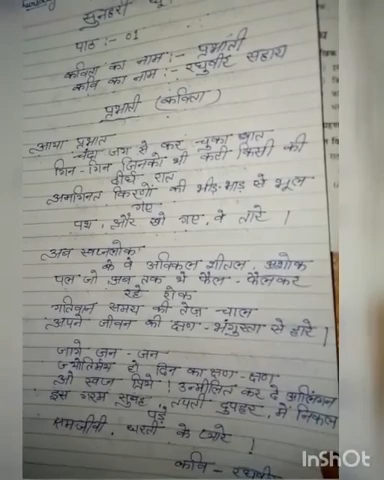 सुनहरी
पाठ :- 01
कविता का नाम :- प्रभाती
कवि का नाम :- रघुवीर सहाय
प्रभाती (कविता)
आया प्रभात
चंदा जग से कर चुका बात
गिन-गिन जिनको थी कटी किसी की
दीर्घ रात
अनगिनत किरणों की भीड़-भाड़ से भूल
गए
पथ, और खो गए, वे तारे।
अब स्वप्नलोक
के वे अविकल शीतल अशोक
पल जो अब तक थे फैल-फैलकर
रहे रोक
गतिवान समय की तेज़ चाल
अपने जीवन की क्षण-भंगुरता से हारे।
जागे जन-जन
ज्योतिर्मय हो दिन का क्षण-क्षण
ओ स्वप्न प्रिये! उन्मीलित कर दे आलिंगन
इस गरम सुबह, तपती दुपहर में निकल
पड़े
श्रमजीवी, धरती के प्यारे।
कवि - रघुवी
InShOt